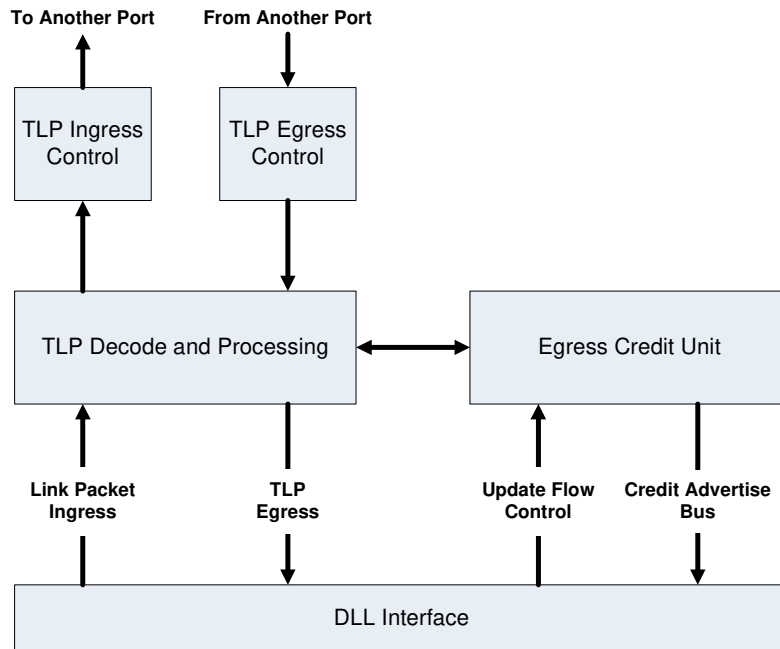 To Another Port
From Another Port
TLP Ingress
Control
TLP Egress
Control
TLP Decode and Processing
Egress Credit Unit
Link Packet
Ingress
TLP
Egress
Update Flow
Control
Credit Advertise
Bus
DLL Interface